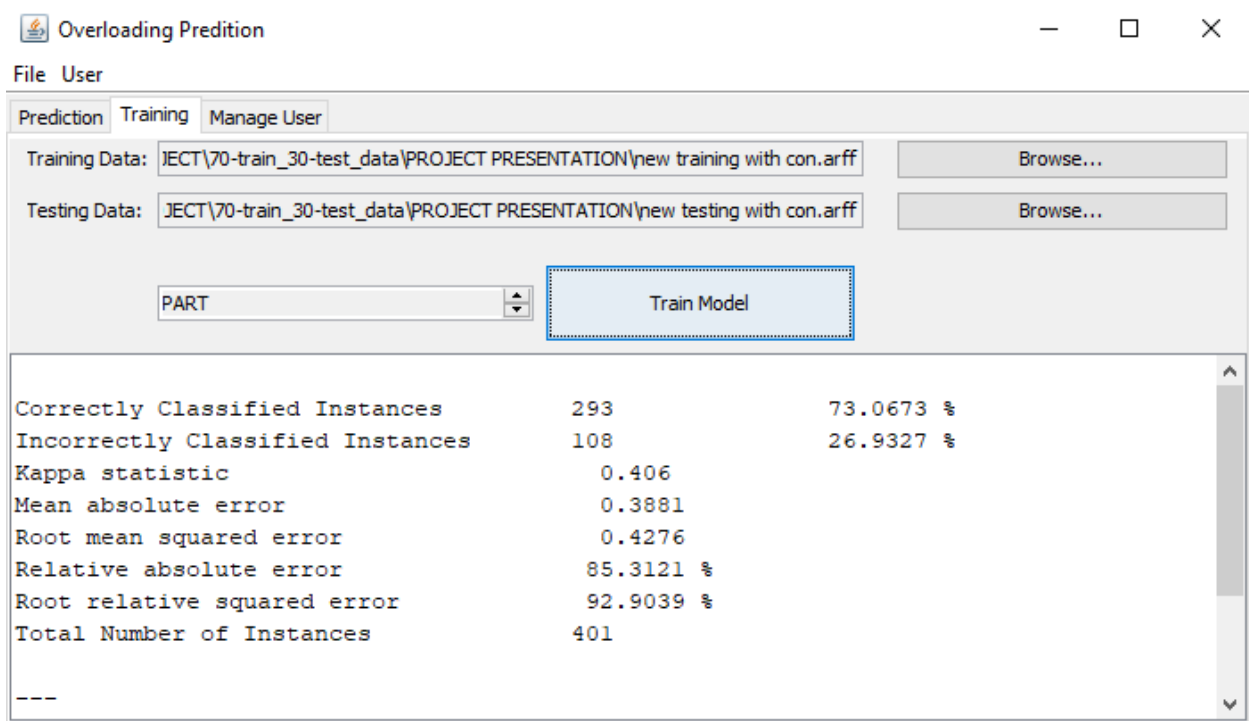 Overloading Predition
File User
Prediction Training Manage User
Training Data: JECT\70-train_30-test_data\PROJECT PRESENTATION\new training with con.arff Browse...
Testing Data: JECT\70-train_30-test_data\PROJECT PRESENTATION\new testing with con.arff Browse...
PART Train Model
Correctly Classified Instances 293 73.0673 %
Incorrectly Classified Instances 108 26.9327 %
Kappa statistic 0.406
Mean absolute error 0.3881
Root mean squared error 0.4276
Relative absolute error 85.3121 %
Root relative squared error 92.9039 %
Total Number of Instances 401
---